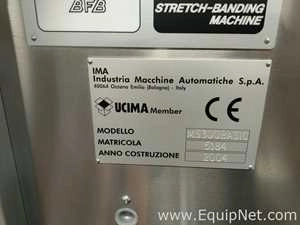 BFB
STRETCH-BANDING
MACHINE
IMA
Industria Macchine Automatiche S.p.A.
40064 Ozzano Emilia (Bologna) - Italy
UCIMA Member
CE
MODELLO
MATRICOLA 5184
ANNO COSTRUZIONE 2004
www.EquipNet.com